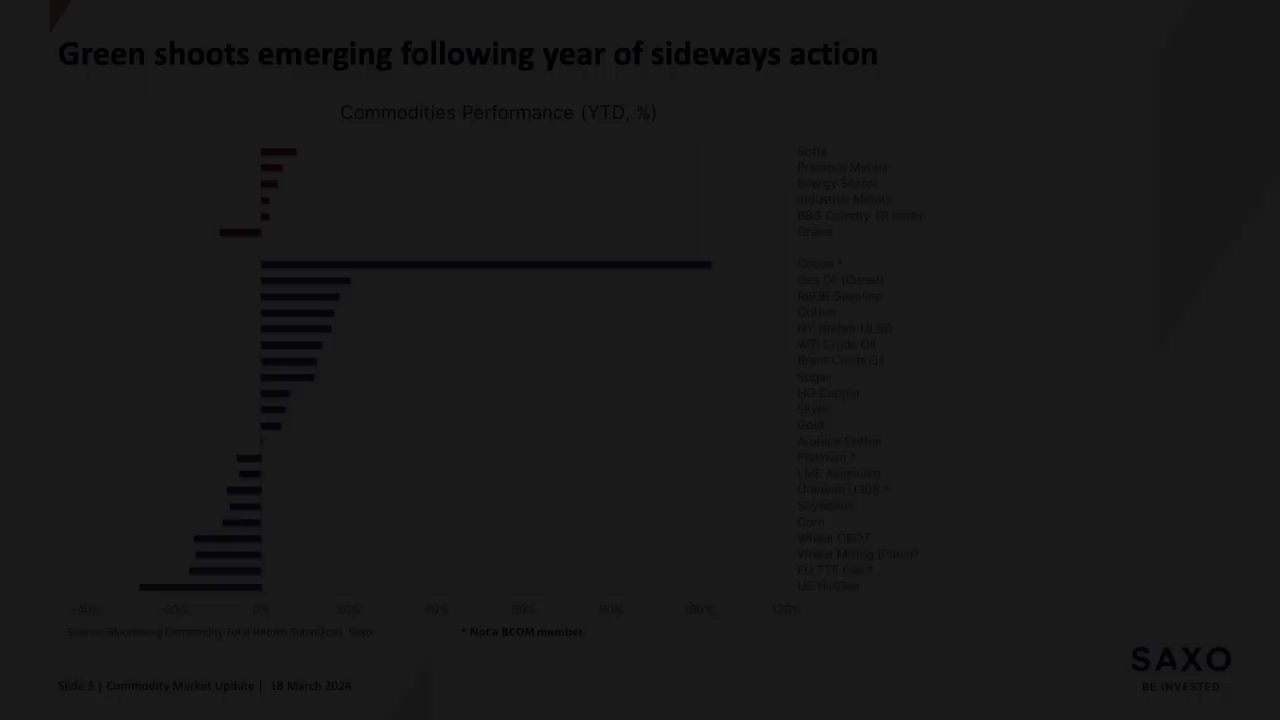 Green shoots emerging following year of sideways action
Commodities Performance (YTD, %)
Softs
Precious Metals
Energy Sector
Industrial Metals
BBG Comdty TR Index
Grains
Cocoa *
Gas Oil (Diesel)
RBOB Gasoline
Cotton
NY Harbor ULSD
WTI Crude Oil
Brent Crude Oil
Sugar
HG Copper
Silver
Gold
Arabica Coffee
Platinum *
LME Aluminum
Uranium U308 *
Soybeans
Corn
Wheat CBOT
Wheat Milling (Paris)*
EU TTF Gas *
US NatGas
-40% -20% 0% 20% 40% 60% 80% 100% 120%
Source: Bloomberg Commodity Total Return Subindices, Saxo
* Not a BCOM member.
Slide 3 | Commodity Market Update | 18 March 2024
SAXO
BE INVESTED